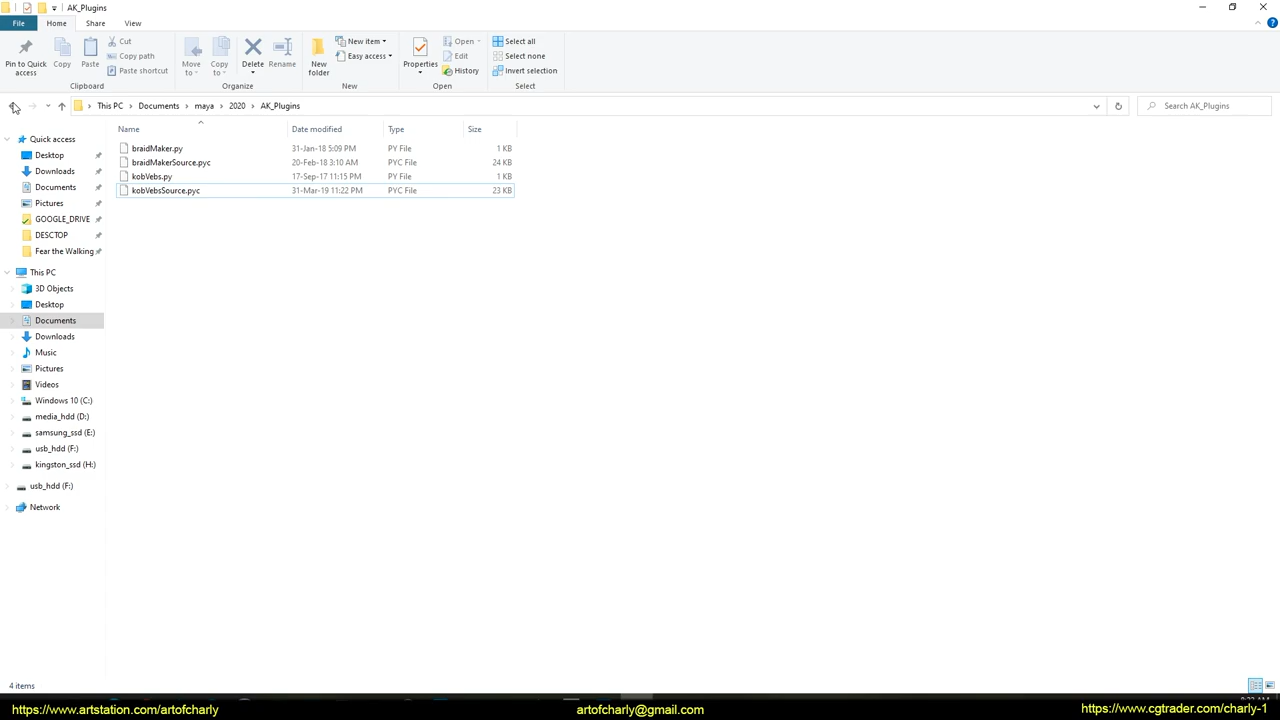 AK_Plugins
File Home Share View
Pin to Quick access
Copy
Paste
Cut
Copy path
Paste shortcut
Clipboard
Move to
Copy to
Delete
Rename
Organize
New folder
New item
Easy access
New
Properties
Open
Edit
History
Open
Select all
Select none
Invert selection
Select
This PC Documents maya 2020 AK_Plugins
Search AK_Plugins
Name Date modified Type Size
braidMaker.py 31-Jan-18 5:09 PM PY File 1 KB
braidMakerSource.pyc 20-Feb-18 3:10 AM PYC File 24 KB
kobVebs.py 17-Sep-17 11:15 PM PY File 1 KB
kobVebsSource.pyc 31-Mar-19 11:22 PM PYC File 23 KB
Quick access
Desktop
Downloads
Documents
Pictures
GOOGLE_DRIVE
DESCTOP
Fear the Walking
This PC
3D Objects
Desktop
Documents
Downloads
Music
Pictures
Videos
Windows 10 (C:)
media_hdd (D:)
samsung_ssd (E:)
usb_hdd (F:)
kingston_ssd (H:)
usb_hdd (F:)
Network
4 items
https://www.artstation.com/artofcharly
artofcharly@gmail.com
https://www.cgtrader.com/charly-1